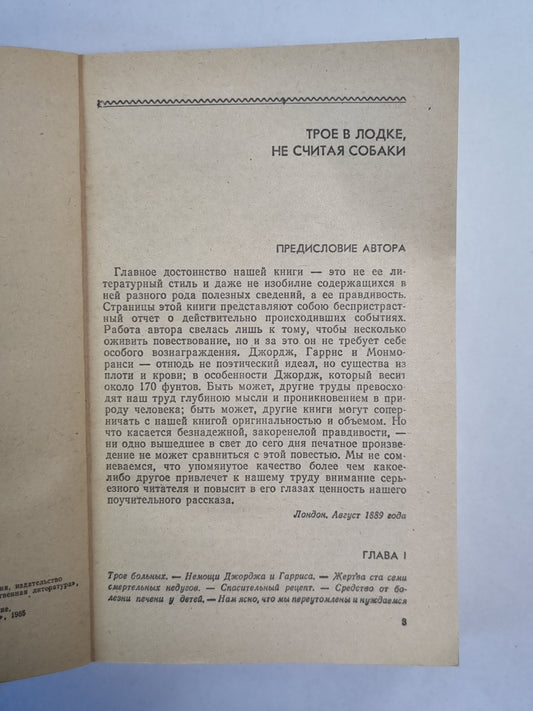 ТРОЕ В ЛОДКЕ,
НЕ СЧИТАЯ СОБАКИ
ПРЕДИСЛОВИЕ АВТОРА
Главное достоинство нашей книги — это не ее ли-
тературный стиль и даже не изобилие содержащихся в
ней разного рода полезных сведений, а ее правдивость.
Страницы этой книги представляют собою беспристраст-
ный отчет о действительно происходивших событиях.
Работа автора свелась лишь к тому, чтобы несколько
оживить повествование, но и за это он не требует себе
особого вознаграждения. Джордж, Гаррис и Монмо-
ранси — отнюдь не поэтический идеал, но существа из
плоти и крови; в особенности Джордж, который весит
около 170 фунтов. Быть может, другие труды превосхо-
дят наш труд глубиною мысли и проникновением в при-
роду человека; быть может, другие книги могут сопер-
ничать с нашей книгой оригинальностью и объемом. Но
что касается безнадежной, закоренелой правдивости, —
ни одно вышедшее в свет до сего дня печатное произве-
дение не может сравниться с этой повестью. Мы не со-
мневаемся, что упомянутое качество более чем какое-
либо другое привлечет к нашему труду внимание серь-
езного читателя и повысит в его глазах ценность нашего
поучительного рассказа.
Лондон. Август 1889 года
ГЛАВА I
Трое больных. — Немощи Джорджа и Гарриса. — Жертва ста семи
смертельных недугов. — Спасительный рецепт. — Средство от бо-
лезни печени у детей. — Нам ясно, что мы переутомлены и нуждаемся
3
издательство
литература»,
1965